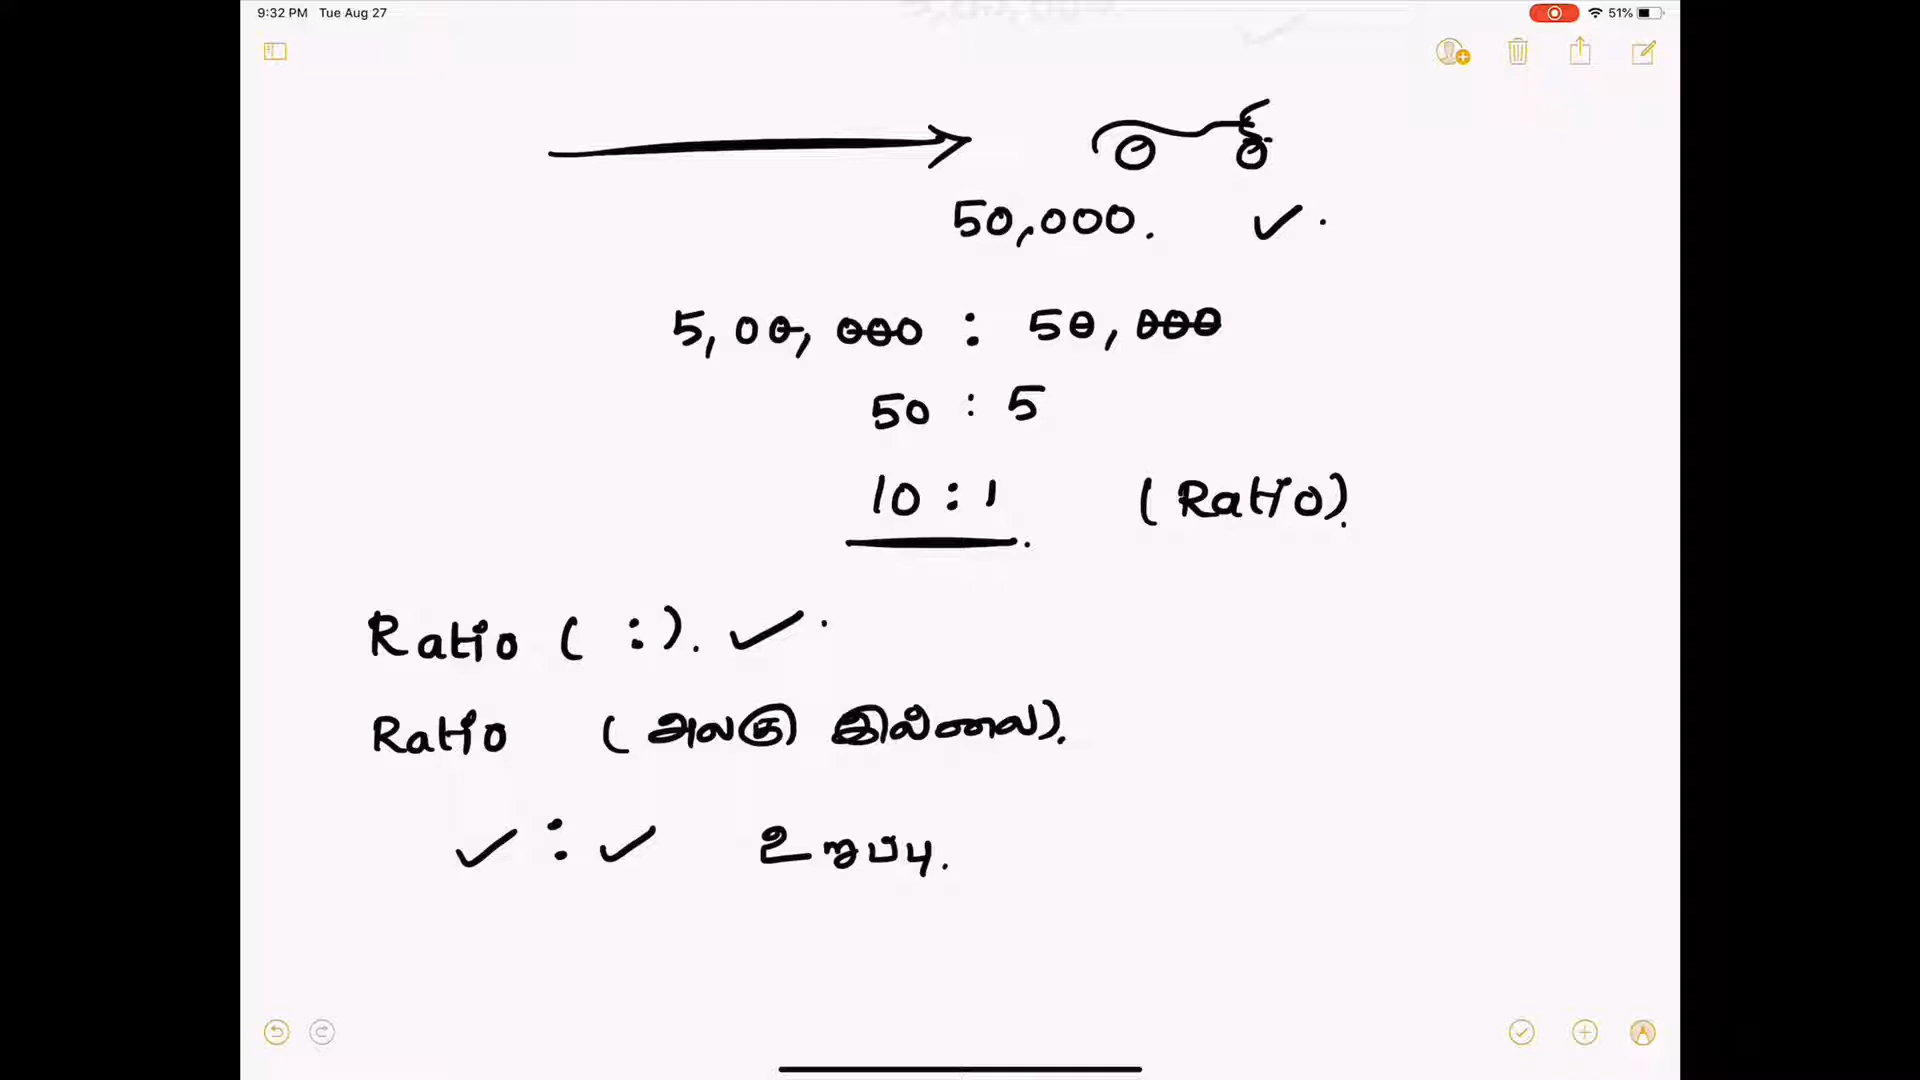 9:32 PM Tue Aug 27
51%
50,000. ✓.
5,00,000 : 50,000
50 : 5
10 : 1 (Ratio).
Ratio ( : ). ✓.
Ratio (அலகு இல்லை).
✓ : ✓ உறுப்பு.